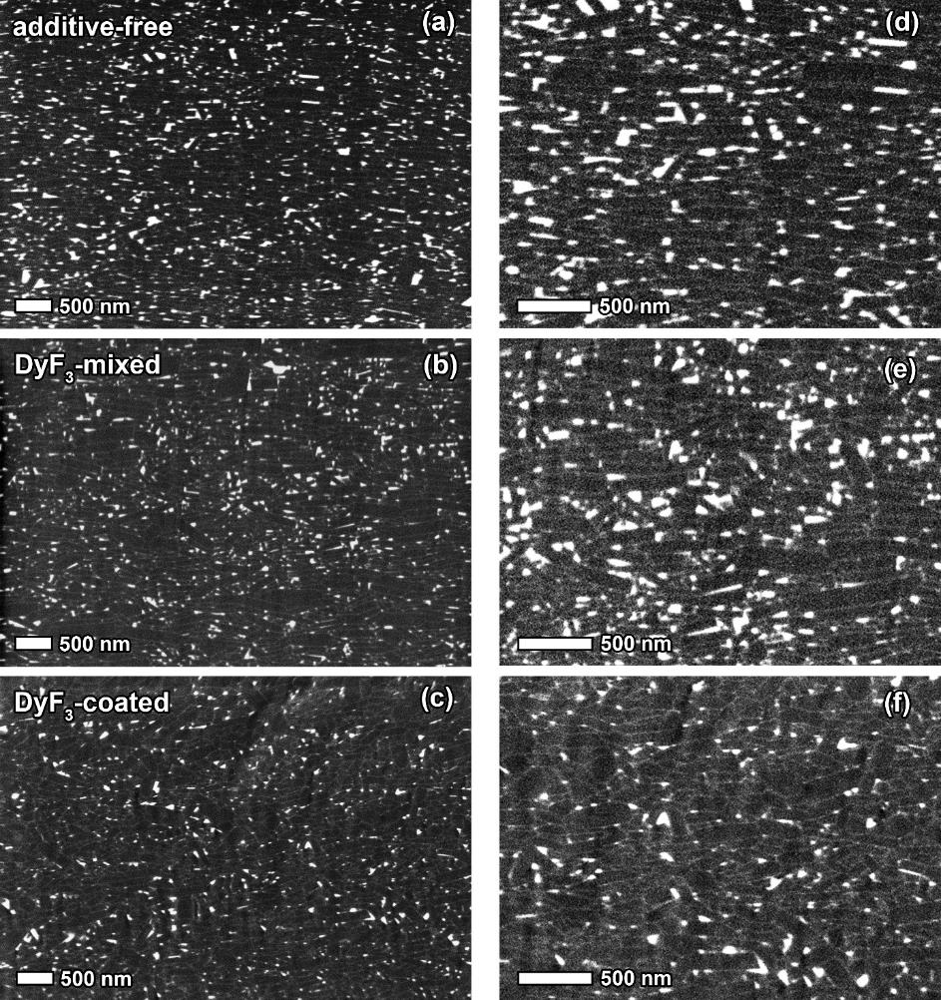 additive-free (a)
500 nm
(d)
500 nm
DyF3-mixed (b)
500 nm
(e)
500 nm
DyF3-coated (c)
500 nm
(f)
500 nm